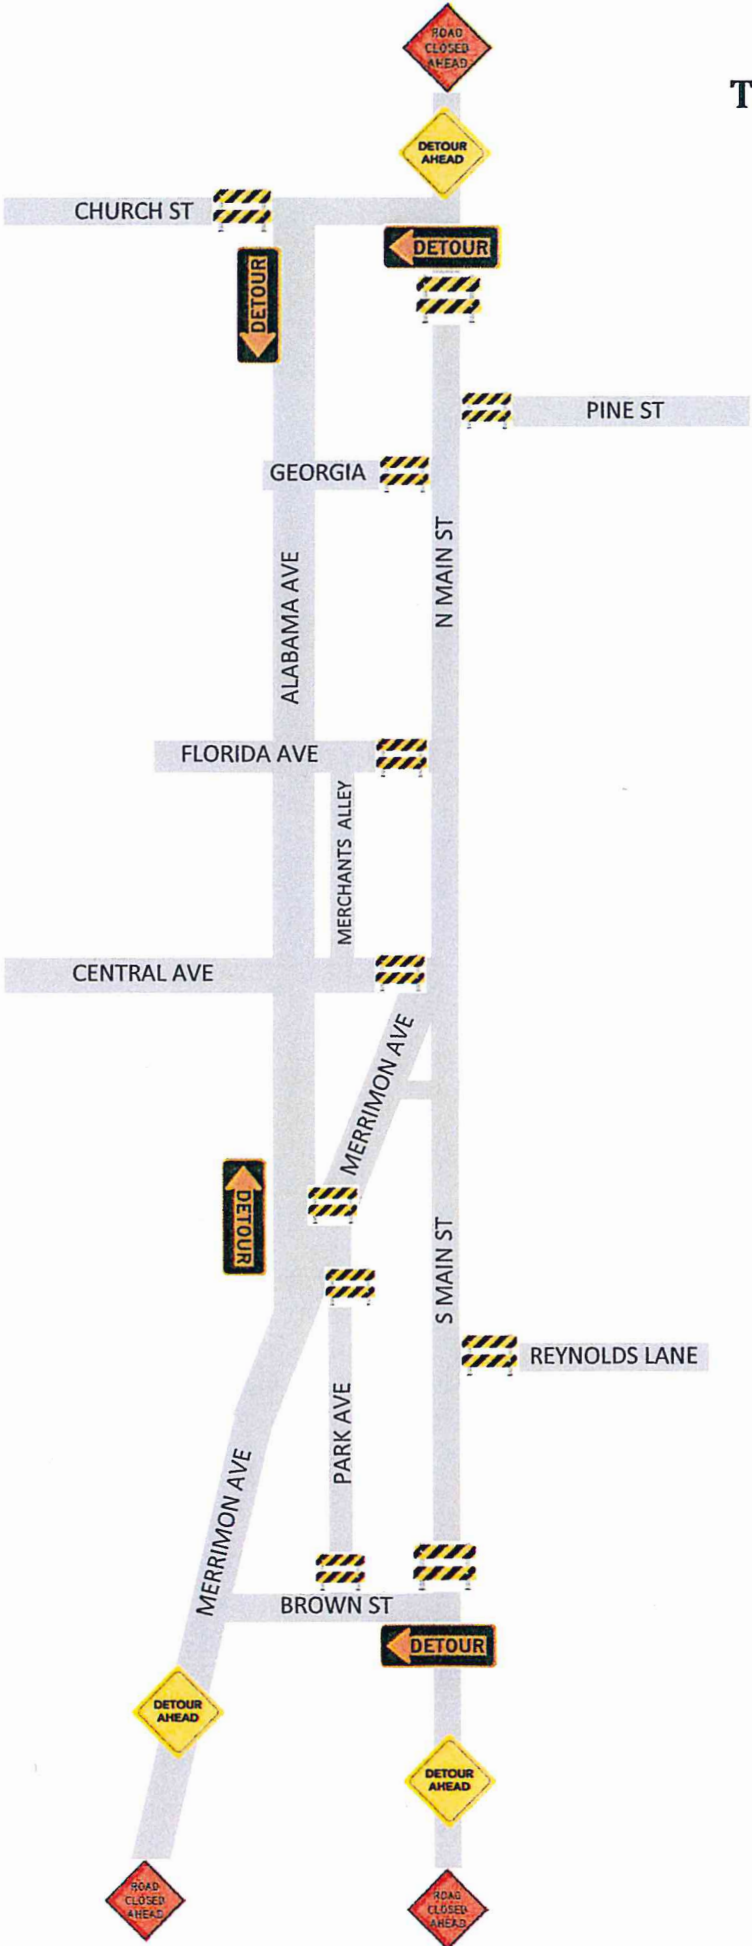 ROAD
CLOSED
AHEAD
T
DETOUR
AHEAD
CHURCH ST
DETOUR
DETOUR
PINE ST
GEORGIA
N MAIN ST
ALABAMA AVE
FLORIDA AVE
MERCHANTS ALLEY
CENTRAL AVE
MERRIMON AVE
DETOUR
S MAIN ST
REYNOLDS LANE
PARK AVE
MERRIMON AVE
BROWN ST
DETOUR
DETOUR
AHEAD
DETOUR
AHEAD
ROAD
CLOSED
AHEAD
ROAD
CLOSED
AHEAD